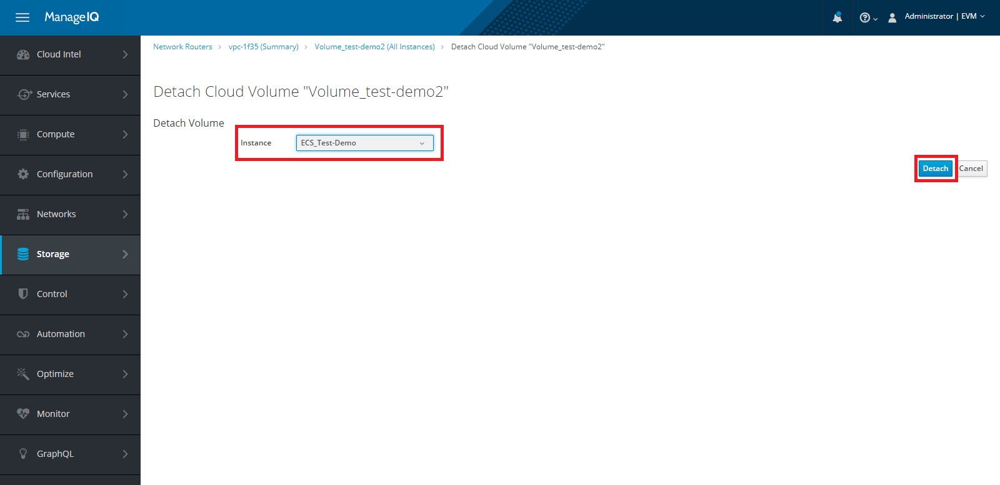 ManageIQ
Administrator | EVM
Cloud Intel
Services
Compute
Configuration
Networks
Storage
Control
Automation
Optimize
Monitor
GraphQL
Network Routers > vpc-1f35 (Summary) > Volume_test-demo2 (All Instances) > Detach Cloud Volume "Volume_test-demo2"
Detach Cloud Volume "Volume_test-demo2"
Detach Volume
Instance ECS_Test-Demo
Detach Cancel